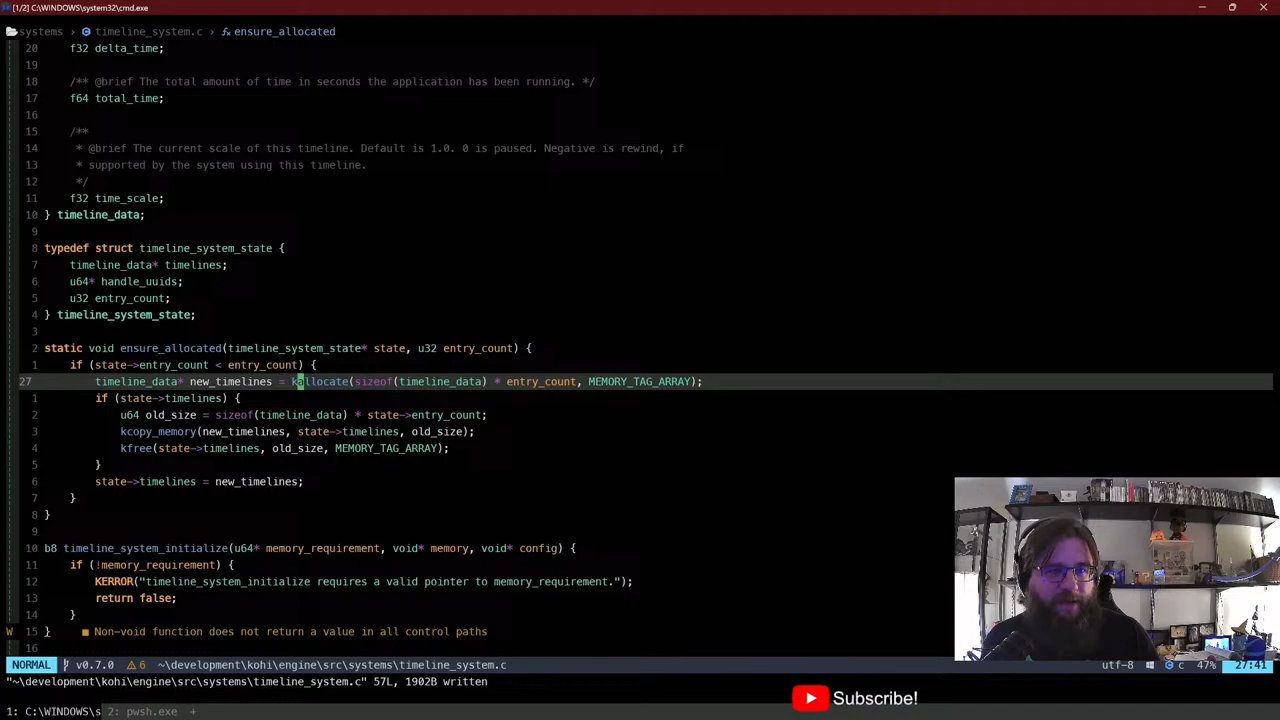 [1/2] C:\WINDOWS\system32\cmd.exe
systems › timeline_system.c › ensure_allocated
20 f32 delta_time;
19
18 /** @brief The total amount of time in seconds the application has been running. */
17 f64 total_time;
16
15 /**
14 * @brief The current scale of this timeline. Default is 1.0. 0 is paused. Negative is rewind, if
13 * supported by the system using this timeline.
12 */
11 f32 time_scale;
10 } timeline_data;
9
8 typedef struct timeline_system_state {
7 timeline_data* timelines;
6 u64* handle_uuids;
5 u32 entry_count;
4 } timeline_system_state;
3
2 static void ensure_allocated(timeline_system_state* state, u32 entry_count) {
1 if (state->entry_count < entry_count) {
27 timeline_data* new_timelines = kallocate(sizeof(timeline_data) * entry_count, MEMORY_TAG_ARRAY);
1 if (state->timelines) {
2 u64 old_size = sizeof(timeline_data) * state->entry_count;
3 kcopy_memory(new_timelines, state->timelines, old_size);
4 kfree(state->timelines, old_size, MEMORY_TAG_ARRAY);
5 }
6 state->timelines = new_timelines;
7 }
8 }
9
10 b8 timeline_system_initialize(u64* memory_requirement, void* memory, void* config) {
11 if (!memory_requirement) {
12 KERROR("timeline_system_initialize requires a valid pointer to memory_requirement.");
13 return false;
14 }
W 15 } ■ Non-void function does not return a value in all control paths
16
NORMAL v0.7.0 6 ~\development\kohi\engine\src\systems\timeline_system.c utf-8 c 47% 27:41
"~\development\kohi\engine\src\systems\timeline_system.c" 57L, 1902B written
Subscribe!
1: C:\WINDOWS\s 2: pwsh.exe +